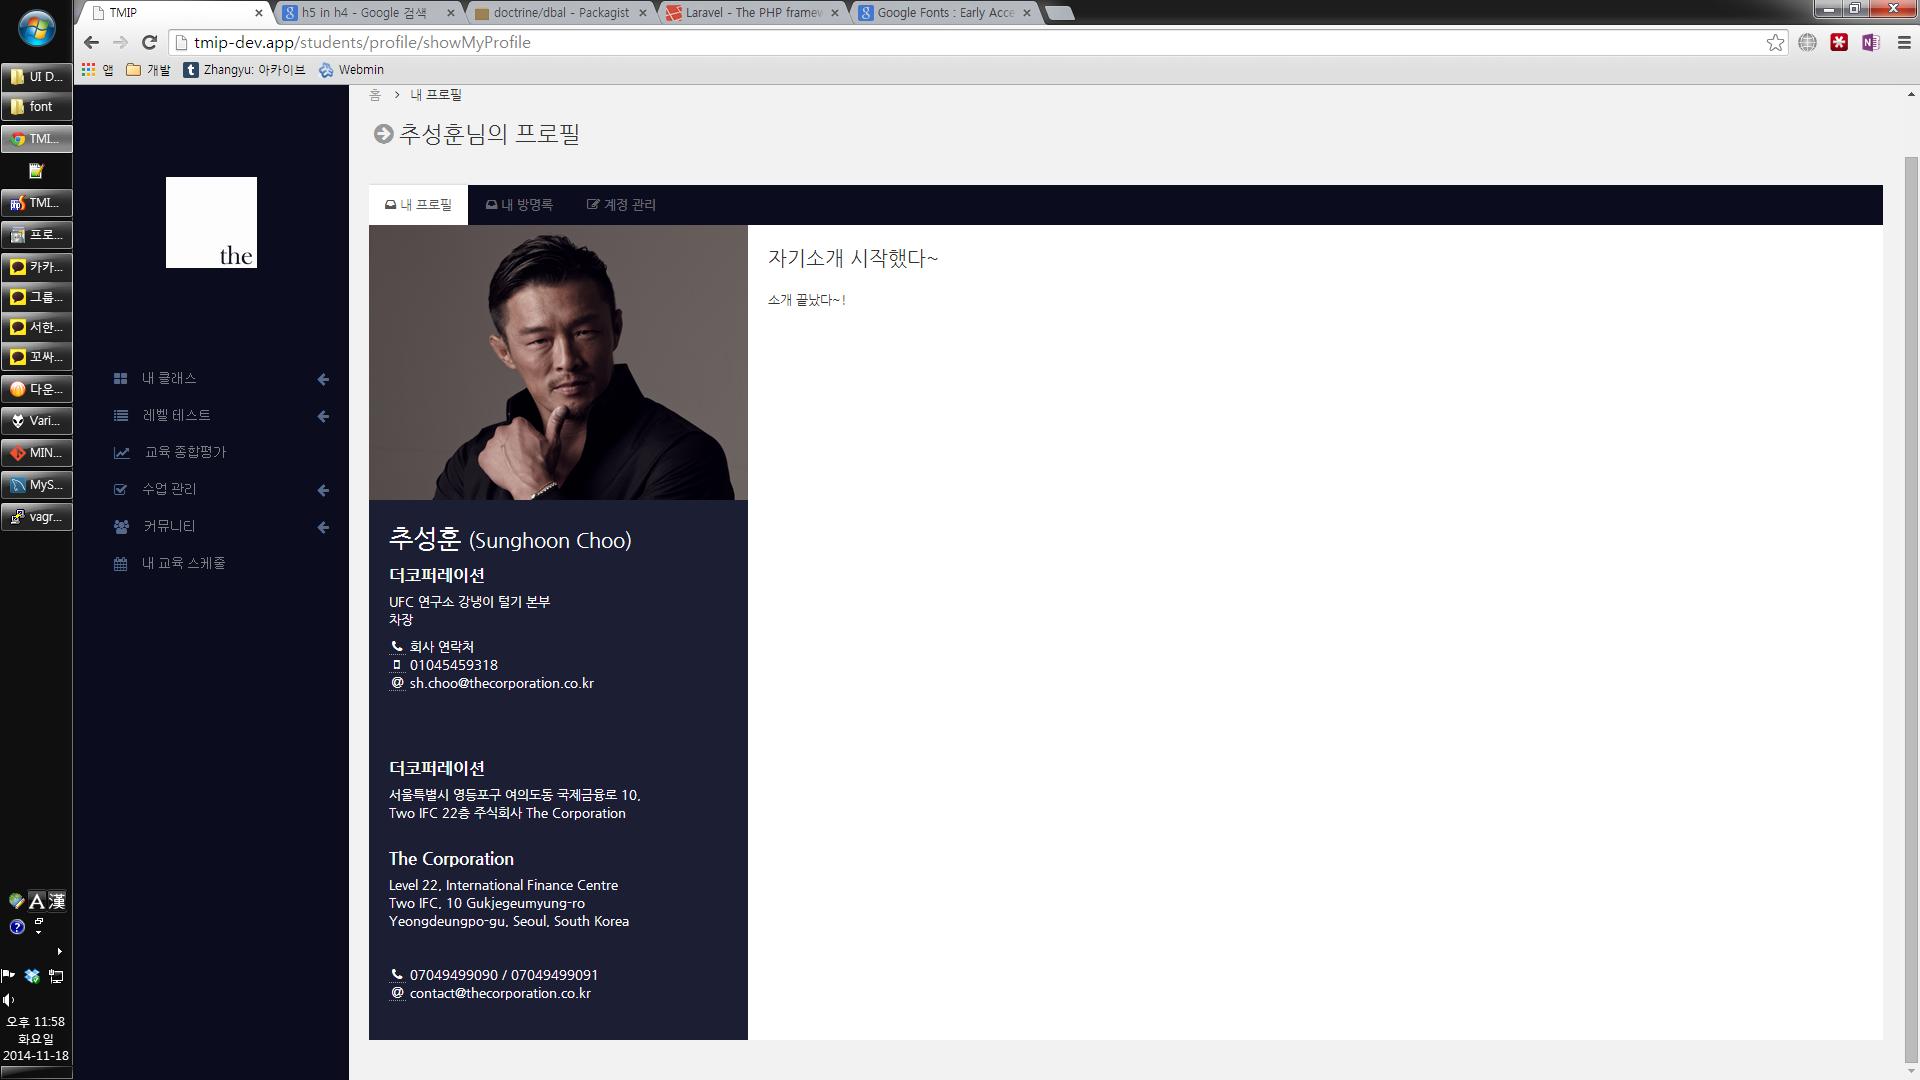 TMIP
h5 in h4 - Google 검색
doctrine/dbal - Packagist
Laravel - The PHP framew
Google Fonts : Early Acce
tmip-dev.app/students/profile/showMyProfile
앱
개발
Zhangyu: 아카이브
Webmin
UI D...
font
TMI...
TMI...
프로...
카카...
그룹...
서한...
꼬싸...
다운...
Vari...
MIN...
MyS...
vagr...
A 漢
오후 11:58
화요일
2014-11-18
the
내 클래스
레벨 테스트
교육 종합평가
수업 관리
커뮤니티
내 교육 스케줄
홈 > 내 프로필
추성훈님의 프로필
내 프로필
내 방명록
계정 관리
추성훈 (Sunghoon Choo)
더코퍼레이션
UFC 연구소 강냉이 털기 본부
차장
회사 연락처
01045459318
@ sh.choo@thecorporation.co.kr
더코퍼레이션
서울특별시 영등포구 여의도동 국제금융로 10,
Two IFC 22층 주식회사 The Corporation
The Corporation
Level 22, International Finance Centre
Two IFC, 10 Gukjegeumyung-ro
Yeongdeungpo-gu, Seoul, South Korea
07049499090 / 07049499091
@ contact@thecorporation.co.kr
자기소개 시작했다~
소개 끝났다~!